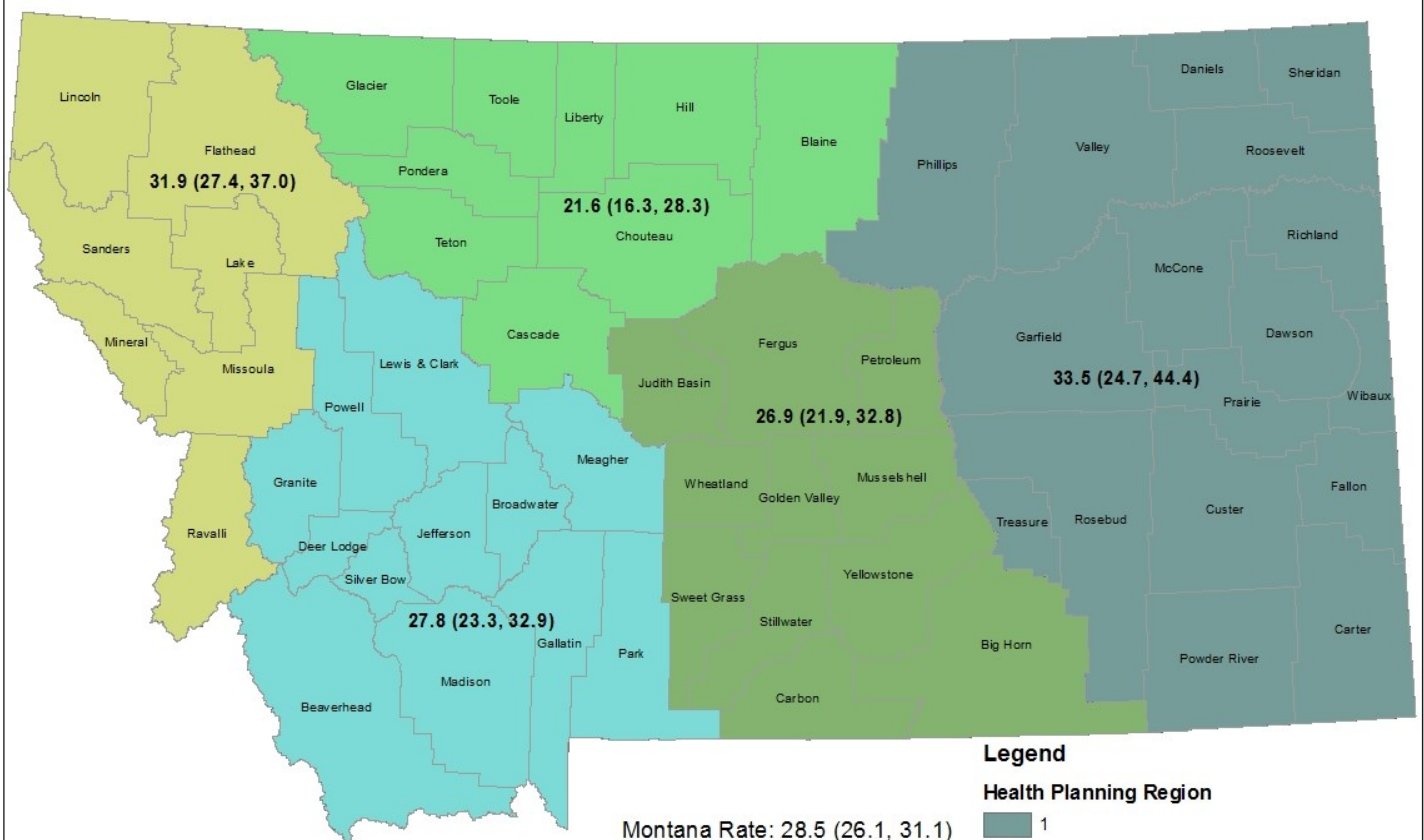 Lincoln
Flathead
31.9 (27.4, 37.0)
Sanders
Lake
Mineral
Missoula
Ravalli
Glacier
Toole
Liberty
Hill
Blaine
Pondera
21.6 (16.3, 28.3)
Chouteau
Teton
Cascade
Phillips
Valley
Daniels
Sheridan
Roosevelt
Richland
McCone
Dawson
Garfield
33.5 (24.7, 44.4)
Prairie
Wibaux
Fallon
Custer
Treasure
Rosebud
Carter
Powder River
Lewis & Clark
Powell
Meagher
Granite
Broadwater
Jefferson
Deer Lodge
Silver Bow
27.8 (23.3, 32.9)
Gallatin
Park
Madison
Beaverhead
Fergus
Petroleum
Judith Basin
26.9 (21.9, 32.8)
Wheatland
Musselshell
Golden Valley
Yellowstone
Sweet Grass
Stillwater
Big Horn
Carbon
Legend
Health Planning Region
1
Montana Rate: 28.5 (26.1, 31.1)